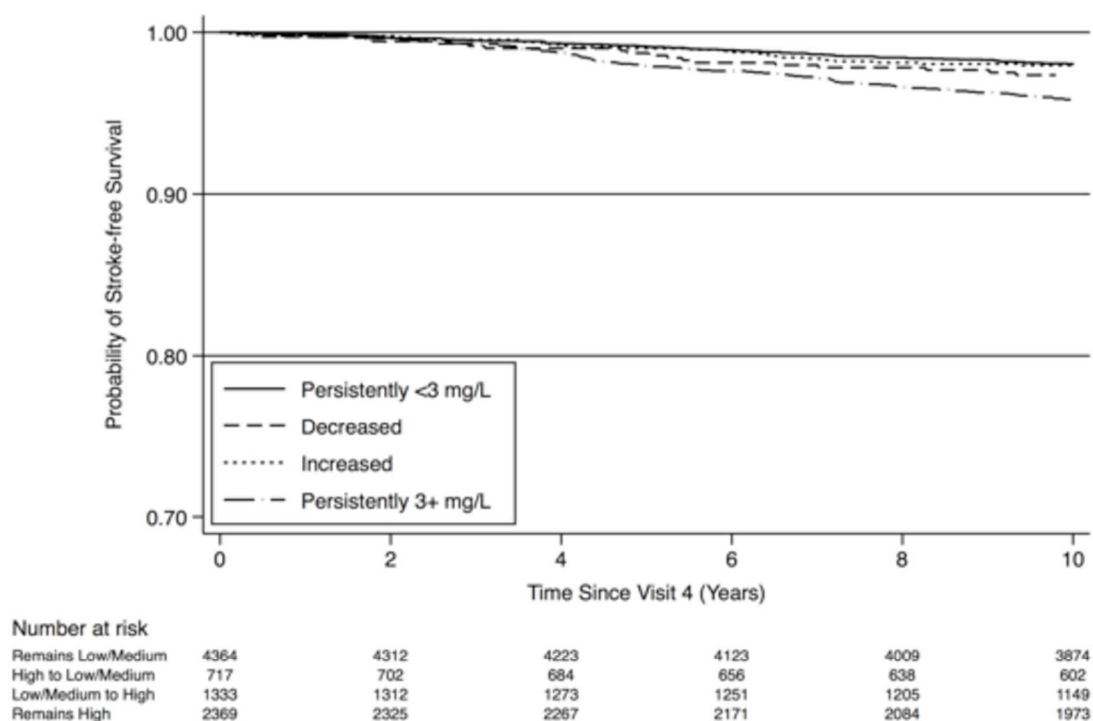 1.00
0.90
0.80
0.70
Probability of Stroke-free Survival
Persistently <3 mg/L
Decreased
Increased
Persistently 3+ mg/L
0 2 4 6 8 10
Time Since Visit 4 (Years)
Number at risk
Remains Low/Medium 4364 4312 4223 4123 4009 3874
High to Low/Medium 717 702 684 656 638 602
Low/Medium to High 1333 1312 1273 1251 1205 1149
Remains High 2369 2325 2267 2171 2084 1973